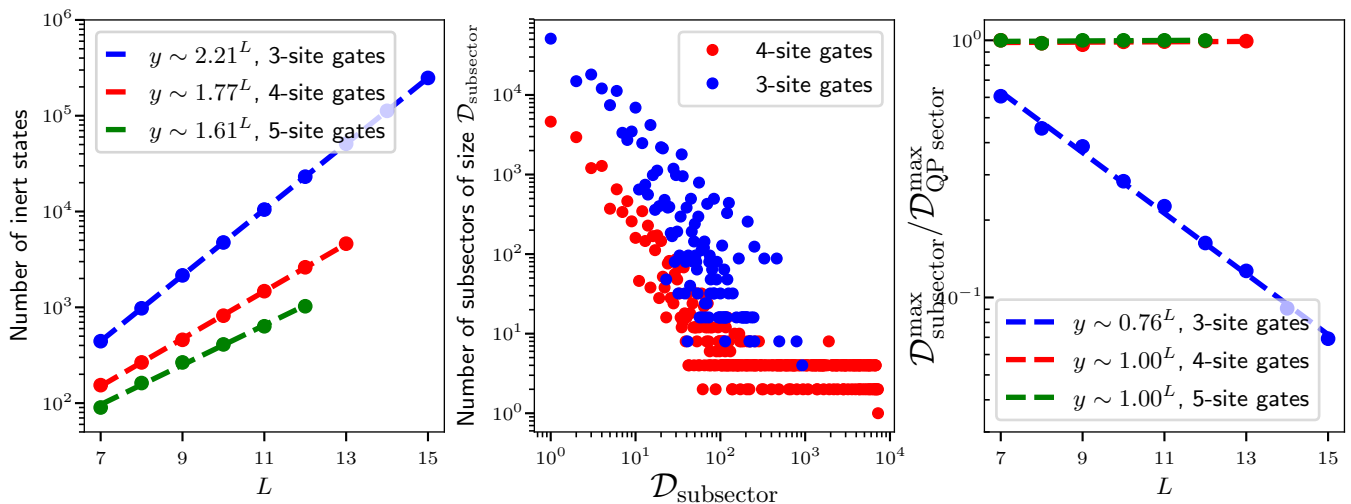 Number of inert states
10^6
10^5
10^4
10^3
10^2
y ∼ 2.21^L, 3-site gates
y ∼ 1.77^L, 4-site gates
y ∼ 1.61^L, 5-site gates
7 9 11 13 15
L
Number of subsectors of size 𝒟_subsector
10^4
10^3
10^2
10^1
10^0
4-site gates
3-site gates
10^0 10^1 10^2 10^3 10^4
𝒟_subsector
𝒟^max_subsector/𝒟^max_QP sector
10^0
10^−1
y ∼ 0.76^L, 3-site gates
y ∼ 1.00^L, 4-site gates
y ∼ 1.00^L, 5-site gates
7 9 11 13 15
L